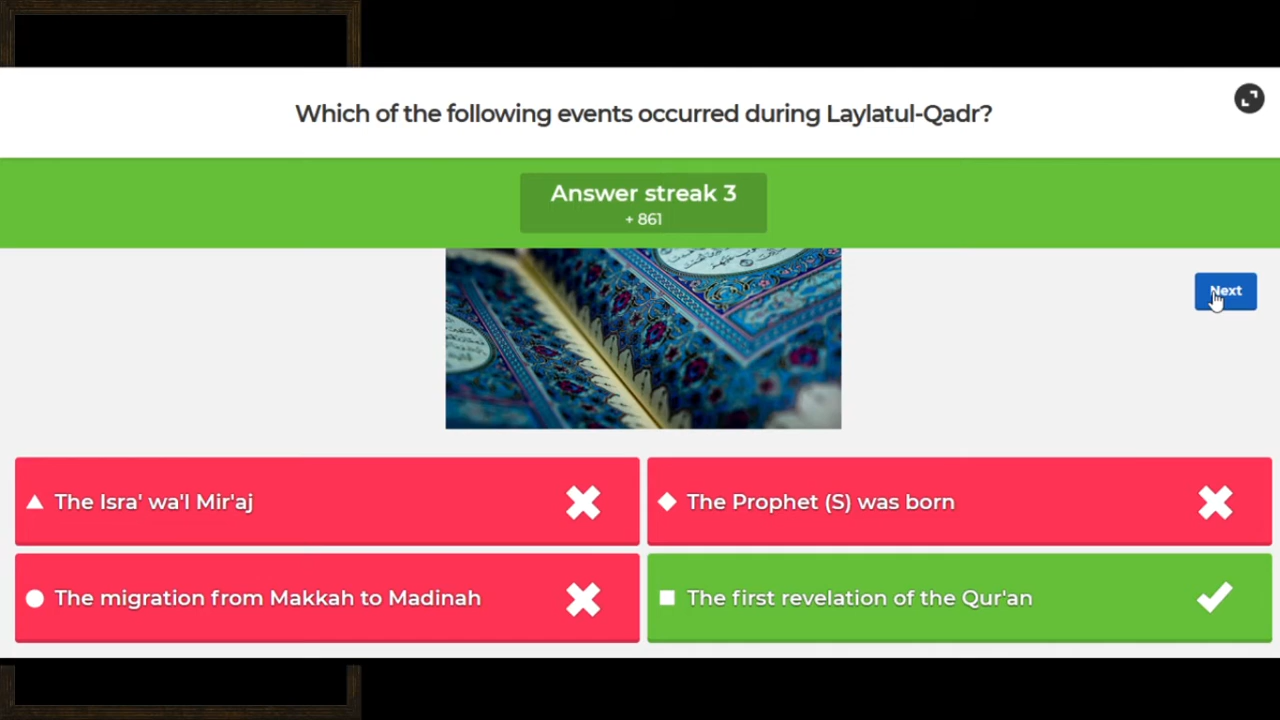 Which of the following events occurred during Laylatul-Qadr?
Answer streak 3
+ 861
Next
The Isra' wa'l Mir'aj
The Prophet (S) was born
The migration from Makkah to Madinah
The first revelation of the Qur'an